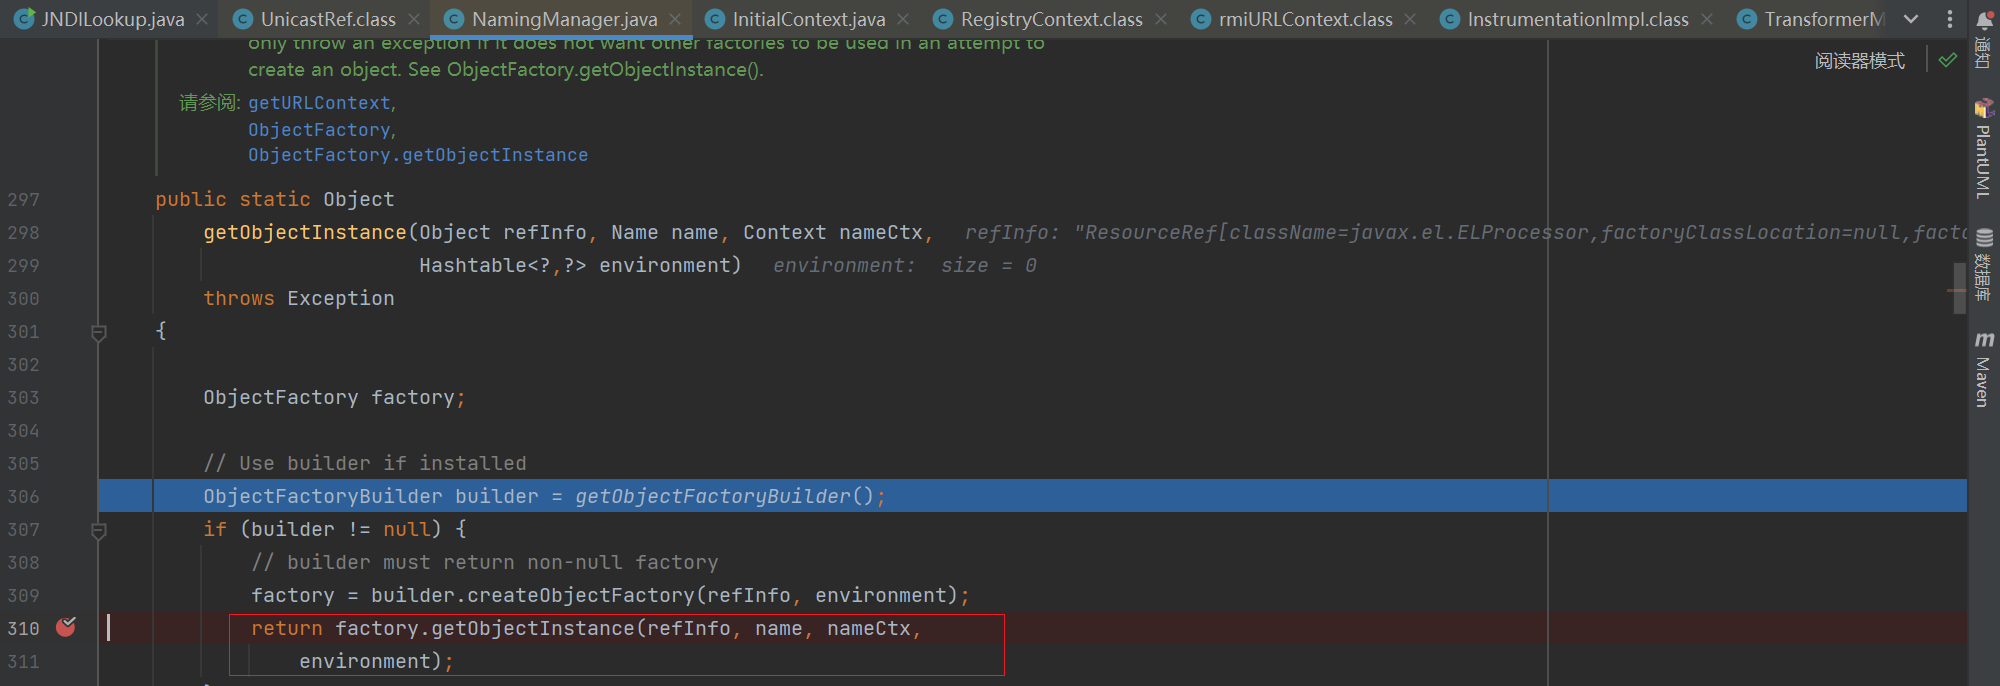 JNDILookup.java UnicastRef.class NamingManager.java InitialContext.java RegistryContext.class rmiURLContext.class InstrumentationImpl.class TransformerM
only throw an exception if it does not want other factories to be used in an attempt to
create an object. See ObjectFactory.getObjectInstance().
阅读器模式
请参阅: getURLContext,
ObjectFactory,
ObjectFactory.getObjectInstance
297 public static Object
298 getObjectInstance(Object refInfo, Name name, Context nameCtx, refInfo: "ResourceRef[className=javax.el.ELProcessor,factoryClassLocation=null,facto
299 Hashtable<?,?> environment) environment: size = 0
300 throws Exception
301 {
302
303 ObjectFactory factory;
304
305 // Use builder if installed
306 ObjectFactoryBuilder builder = getObjectFactoryBuilder();
307 if (builder != null) {
308 // builder must return non-null factory
309 factory = builder.createObjectFactory(refInfo, environment);
310 return factory.getObjectInstance(refInfo, name, nameCtx,
311 environment);
通知
PlantUML
数据库
m
Maven